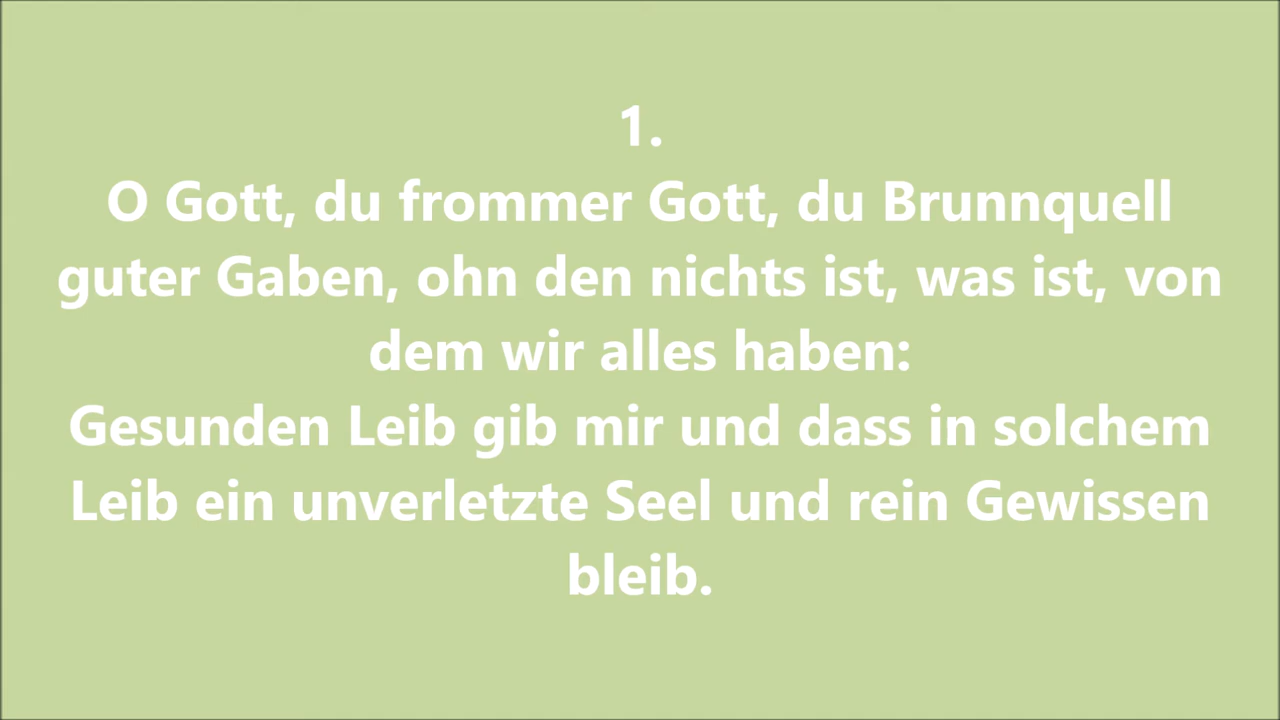 1.
O Gott, du frommer Gott, du Brunnquell
guter Gaben, ohn den nichts ist, was ist, von
dem wir alles haben:
Gesunden Leib gib mir und dass in solchem
Leib ein unverletzte Seel und rein Gewissen
bleib.